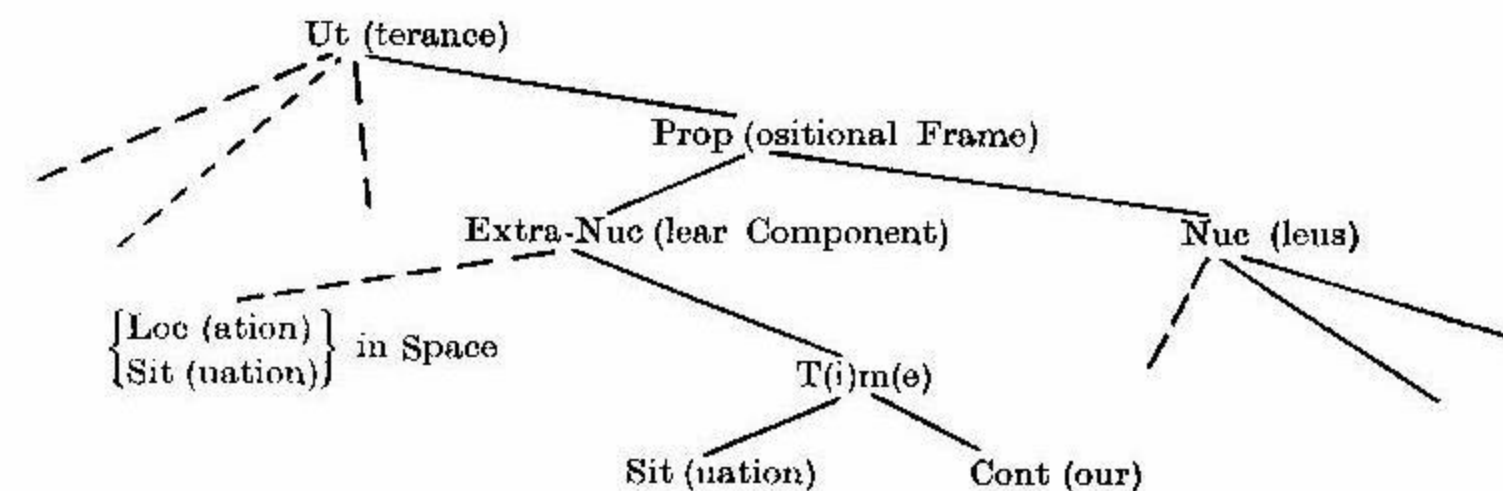 Ut (terance)
Prop (ositional Frame)
Extra-Nuc (lear Component)
Nuc (leus)
{Loc (ation)
Sit (uation)} in Space
T(i)m(e)
Sit (uation)
Cont (our)